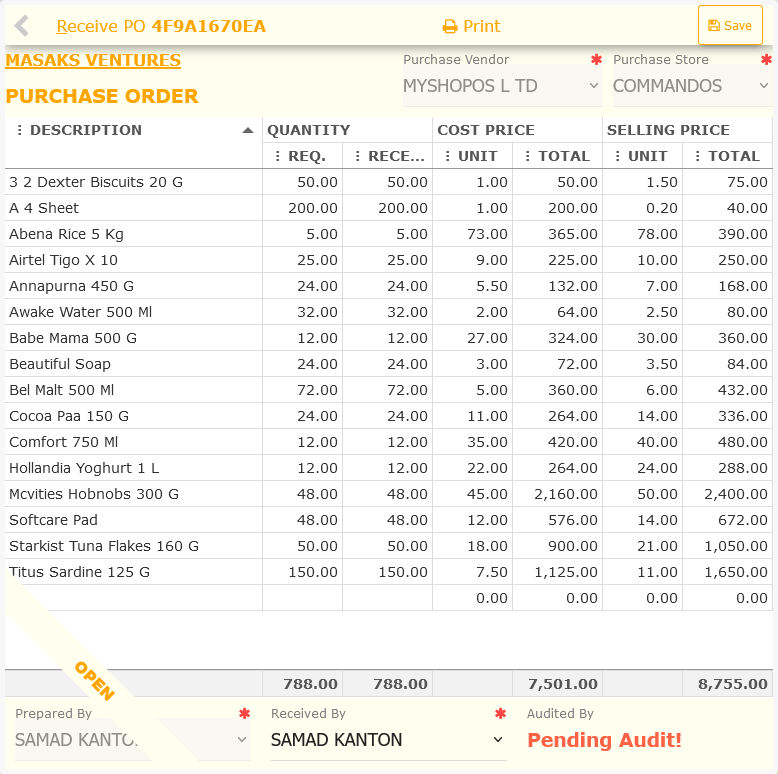 Receive PO 4F9A1670EA Print Save
MASAKS VENTURES
Purchase Vendor * Purchase Store *
MYSHOPOS L TD COMMANDOS
PURCHASE ORDER
DESCRIPTION QUANTITY COST PRICE SELLING PRICE
REQ. RECE... UNIT TOTAL UNIT TOTAL
3 2 Dexter Biscuits 20 G 50.00 50.00 1.00 50.00 1.50 75.00
A 4 Sheet 200.00 200.00 1.00 200.00 0.20 40.00
Abena Rice 5 Kg 5.00 5.00 73.00 365.00 78.00 390.00
Airtel Tigo X 10 25.00 25.00 9.00 225.00 10.00 250.00
Annapurna 450 G 24.00 24.00 5.50 132.00 7.00 168.00
Awake Water 500 Ml 32.00 32.00 2.00 64.00 2.50 80.00
Babe Mama 500 G 12.00 12.00 27.00 324.00 30.00 360.00
Beautiful Soap 24.00 24.00 3.00 72.00 3.50 84.00
Bel Malt 500 Ml 72.00 72.00 5.00 360.00 6.00 432.00
Cocoa Paa 150 G 24.00 24.00 11.00 264.00 14.00 336.00
Comfort 750 Ml 12.00 12.00 35.00 420.00 40.00 480.00
Hollandia Yoghurt 1 L 12.00 12.00 22.00 264.00 24.00 288.00
Mcvities Hobnobs 300 G 48.00 48.00 45.00 2,160.00 50.00 2,400.00
Softcare Pad 48.00 48.00 12.00 576.00 14.00 672.00
Starkist Tuna Flakes 160 G 50.00 50.00 18.00 900.00 21.00 1,050.00
Titus Sardine 125 G 150.00 150.00 7.50 1,125.00 11.00 1,650.00
0.00 0.00 0.00 0.00
OPEN
788.00 788.00 7,501.00 8,755.00
Prepared By * Received By * Audited By
SAMAD KANTO SAMAD KANTON Pending Audit!